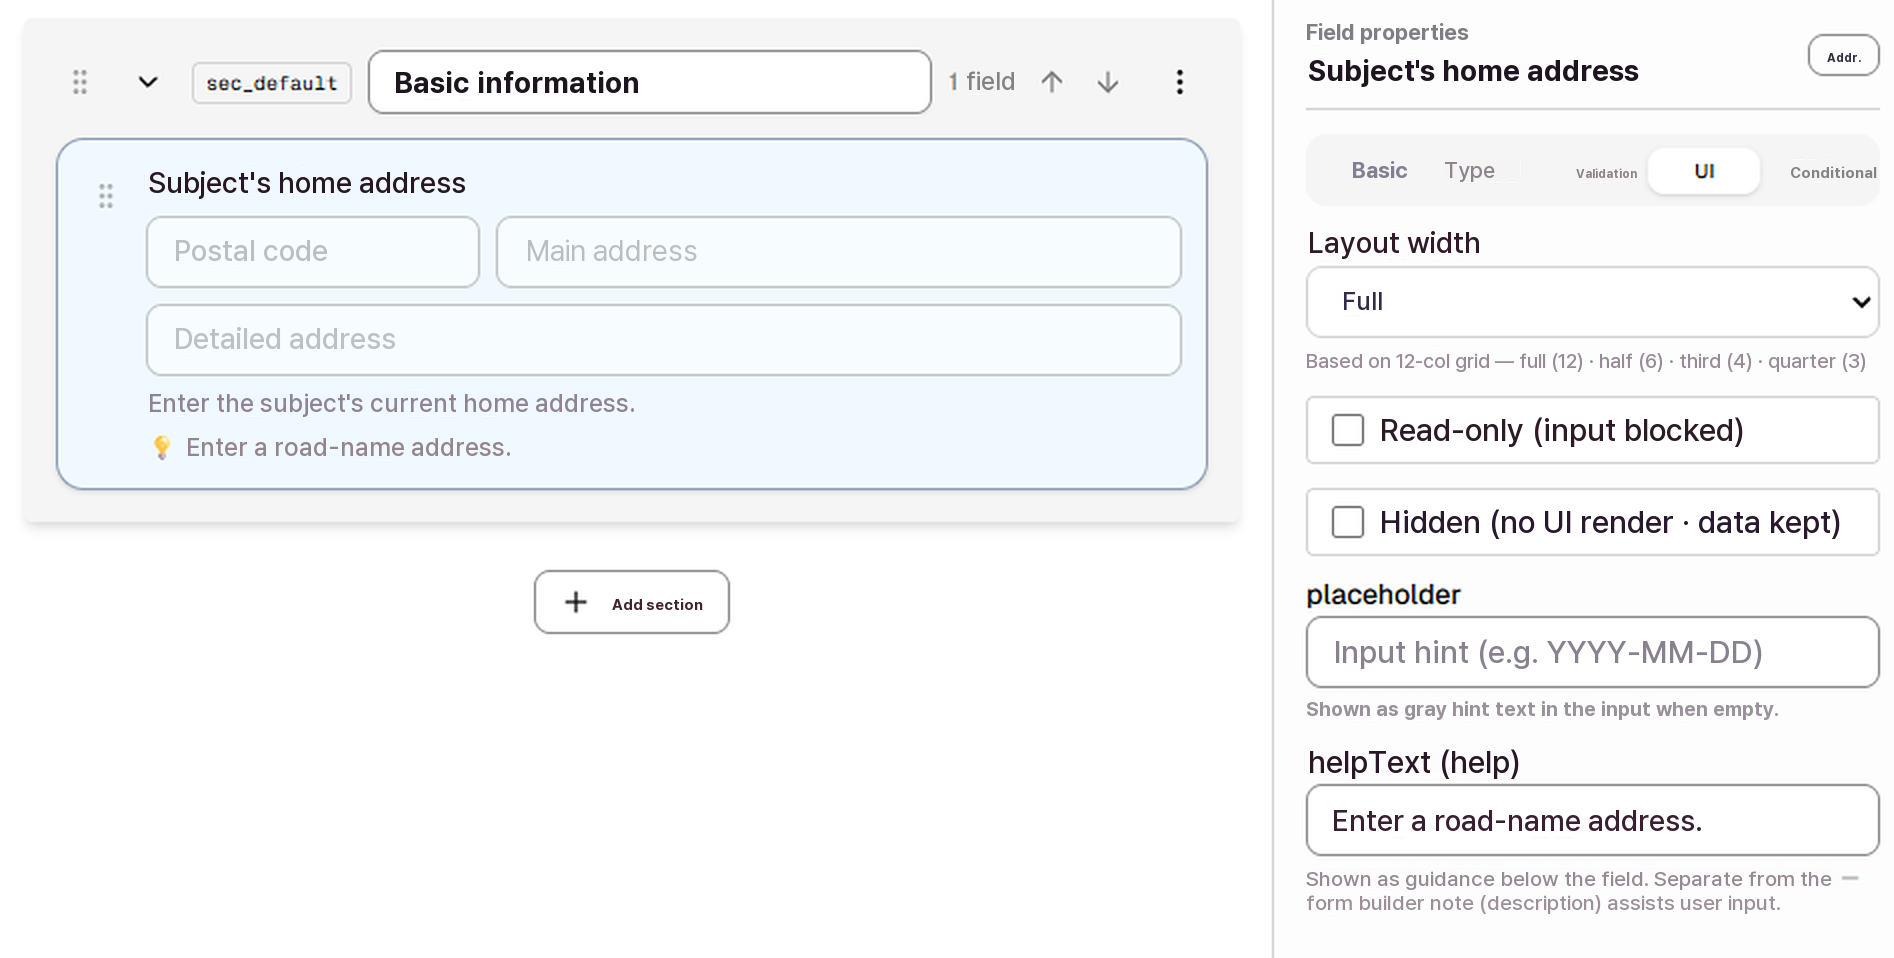 sec_default
Basic information
1 field
Subject's home address
Postal code
Main address
Detailed address
Enter the subject's current home address.
💡 Enter a road-name address.
+ Add section
Field properties
Subject's home address
Addr.
Basic
Type
Validation
UI
Conditional
Layout width
Full
Based on 12-col grid — full (12) · half (6) · third (4) · quarter (3)
Read-only (input blocked)
Hidden (no UI render · data kept)
placeholder
Input hint (e.g. YYYY-MM-DD)
Shown as gray hint text in the input when empty.
helpText (help)
Enter a road-name address.
Shown as guidance below the field. Separate from the —
form builder note (description) assists user input.